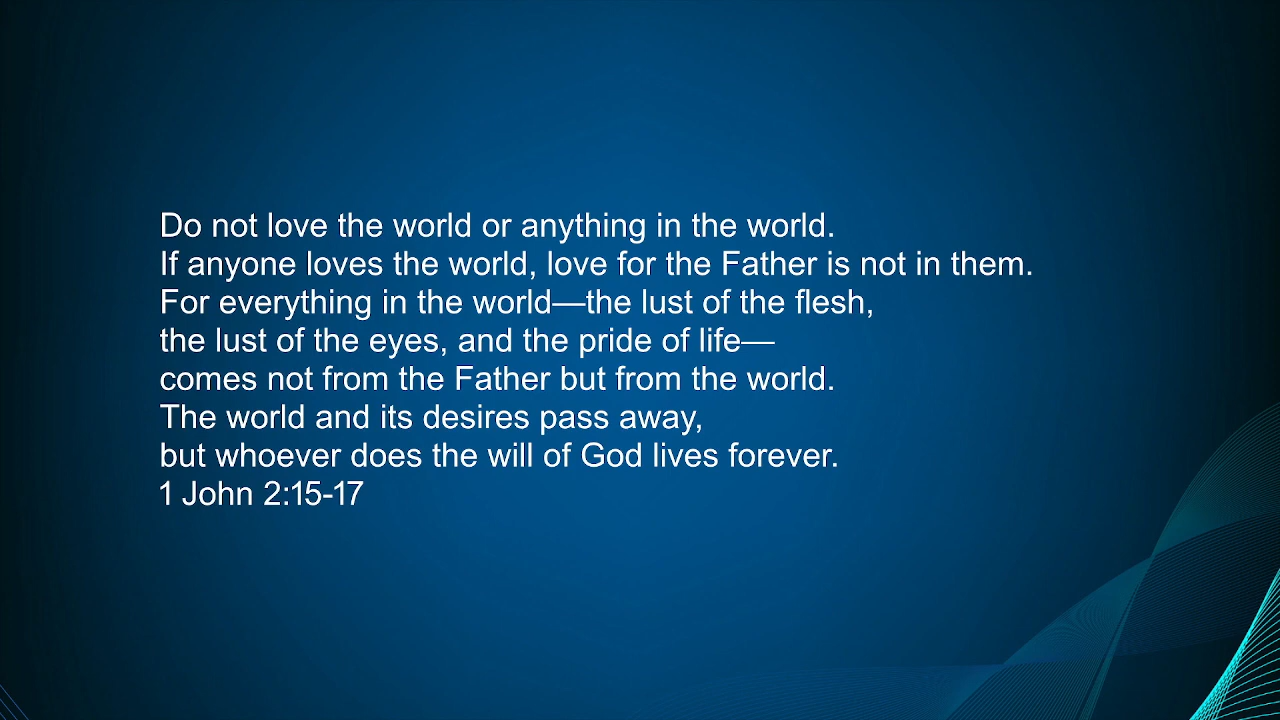 Do not love the world or anything in the world.
If anyone loves the world, love for the Father is not in them.
For everything in the world—the lust of the flesh,
the lust of the eyes, and the pride of life—
comes not from the Father but from the world.
The world and its desires pass away,
but whoever does the will of God lives forever.
1 John 2:15-17